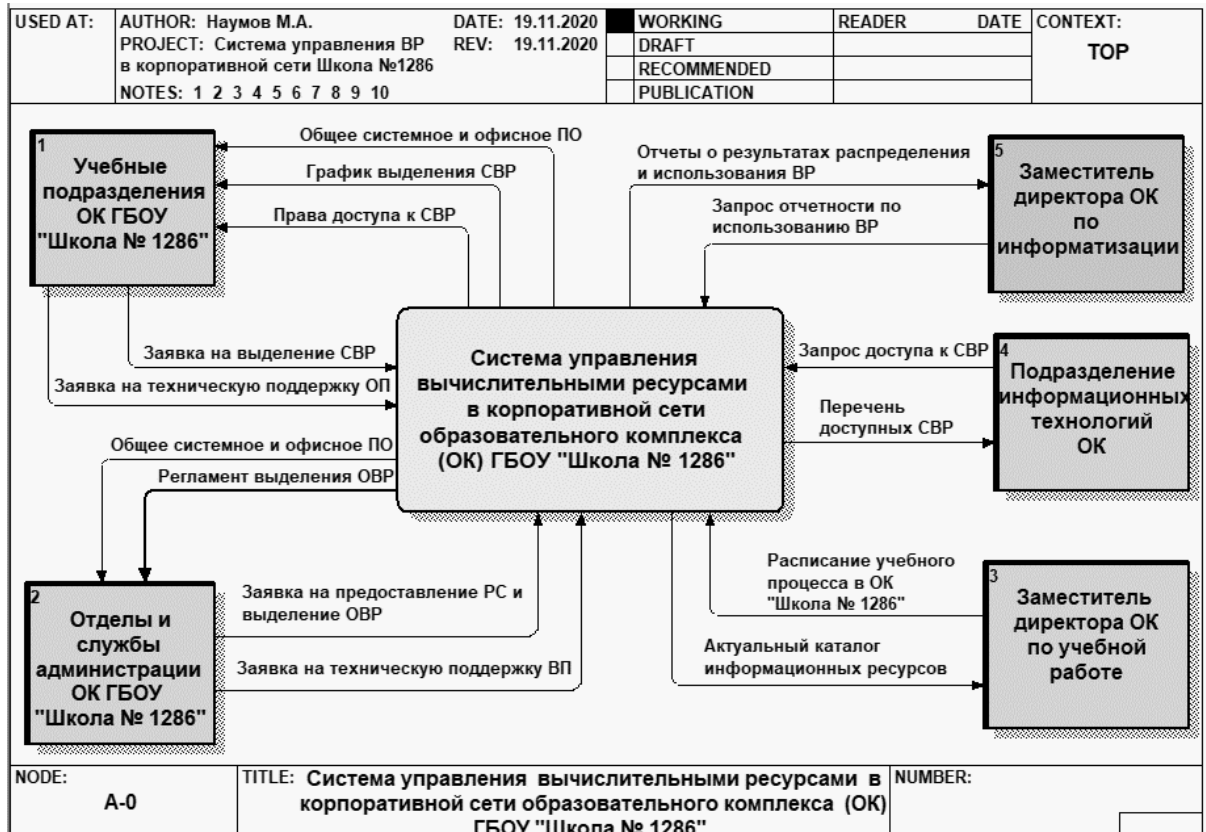 USED AT:
AUTHOR: Наумов М.А.
DATE: 19.11.2020
PROJECT: Система управления ВР
REV: 19.11.2020
в корпоративной сети Школа №1286
NOTES: 1 2 3 4 5 6 7 8 9 10
WORKING
DRAFT
RECOMMENDED
PUBLICATION
READER
DATE
CONTEXT:
TOP
1
Учебные
подразделения
ОК ГБОУ
"Школа № 1286"
Общее системное и офисное ПО
График выделения СВР
Права доступа к СВР
Отчеты о результатах распределения
и использования ВР
Запрос отчетности по
использованию ВР
5
Заместитель
директора ОК
по
информатизации
Заявка на выделение СВР
Заявка на техническую поддержку ОП
Система управления
вычислительными ресурсами
в корпоративной сети
образовательного комплекса
(ОК) ГБОУ "Школа № 1286"
Запрос доступа к СВР
Перечень
доступных СВР
4
Подразделение
информационных
технологий
ОК
Общее системное и офисное ПО
Регламент выделения ОВР
2
Отделы и
службы
администрации
ОК ГБОУ
"Школа № 1286"
Заявка на предоставление РС и
выделение ОВР
Заявка на техническую поддержку ВП
Расписание учебного
процесса в ОК
"Школа № 1286"
Актуальный каталог
информационных ресурсов
3
Заместитель
директора ОК
по учебной
работе
NODE:
A-0
TITLE: Система управления вычислительными ресурсами в
корпоративной сети образовательного комплекса (ОК)
ГБОУ "Школа № 1286"
NUMBER: